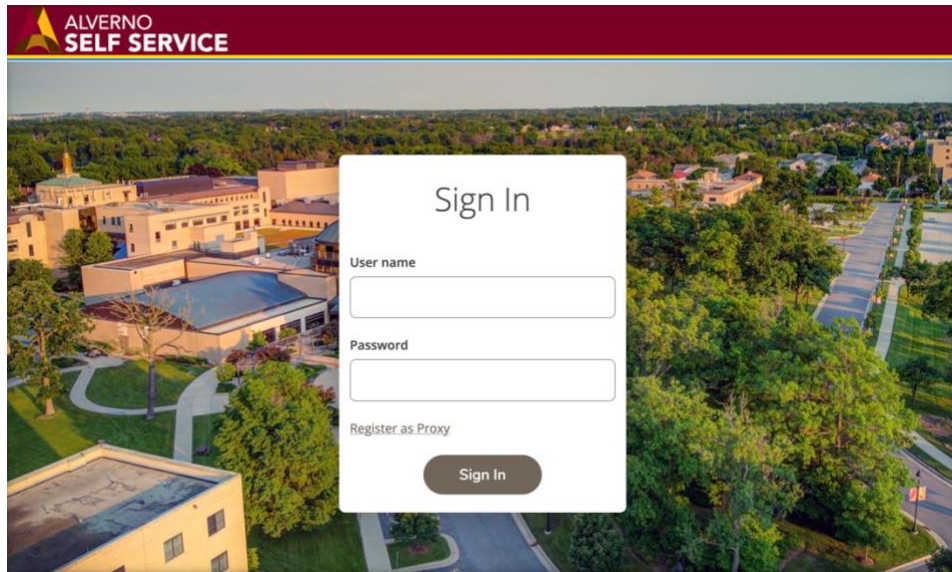 ALVERNO
SELF SERVICE
Sign In
User name
Password
Register as Proxy
Sign In